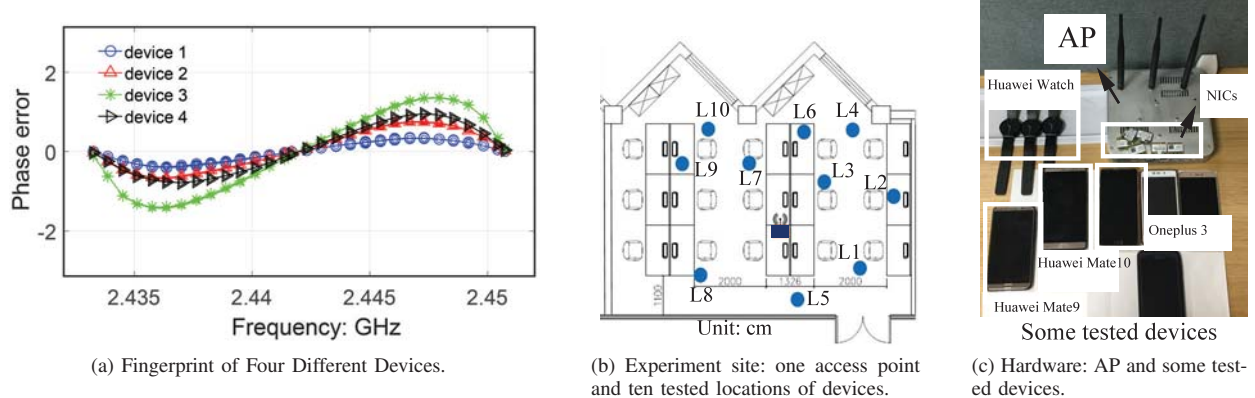 device 1
device 2
device 3
device 4
2
0
-2
Phase error
2.435
2.44
2.445
2.45
Frequency: GHz
(a) Fingerprint of Four Different Devices.
L10
L6
L4
L9
L7
L3
L2
L1
L8
L5
1100
2000
1326
2000
Unit: cm
(b) Experiment site: one access point
and ten tested locations of devices.
AP
Huawei Watch
NICs
Oneplus 3
Huawei Mate10
Huawei Mate9
Some tested devices
(c) Hardware: AP and some test-
ed devices.